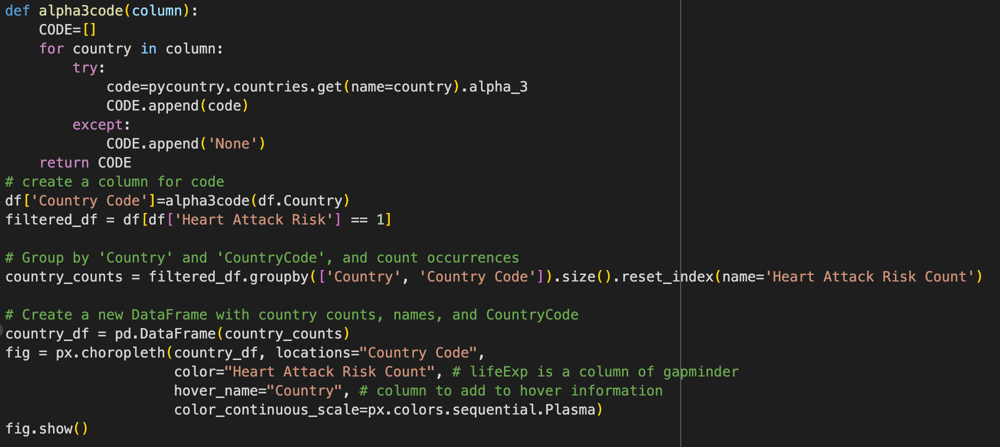 def alpha3code(column):
    CODE=[]
    for country in column:
        try:
            code=pycountry.countries.get(name=country).alpha_3
            CODE.append(code)
        except:
            CODE.append('None')
    return CODE
# create a column for code
df['Country Code']=alpha3code(df.Country)
filtered_df = df[df['Heart Attack Risk'] == 1]

# Group by 'Country' and 'CountryCode', and count occurrences
country_counts = filtered_df.groupby(['Country', 'Country Code']).size().reset_index(name='Heart Attack Risk Count')

# Create a new DataFrame with country counts, names, and CountryCode
country_df = pd.DataFrame(country_counts)
fig = px.choropleth(country_df, locations="Country Code",
                    color="Heart Attack Risk Count", # lifeExp is a column of gapminder
                    hover_name="Country", # column to add to hover information
                    color_continuous_scale=px.colors.sequential.Plasma)
fig.show()